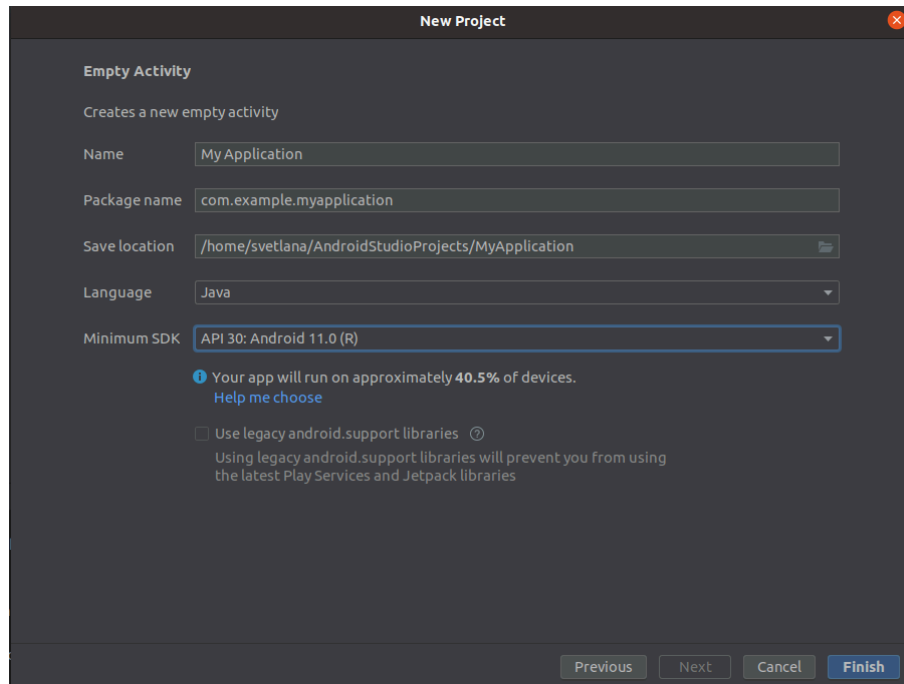 New Project
Empty Activity
Creates a new empty activity
Name My Application
Package name com.example.myapplication
Save location /home/svetlana/AndroidStudioProjects/MyApplication
Language Java
Minimum SDK API 30: Android 11.0 (R)
Your app will run on approximately 40.5% of devices.
Help me choose
Use legacy android.support libraries
Using legacy android.support libraries will prevent you from using
the latest Play Services and Jetpack libraries
Previous Next Cancel Finish